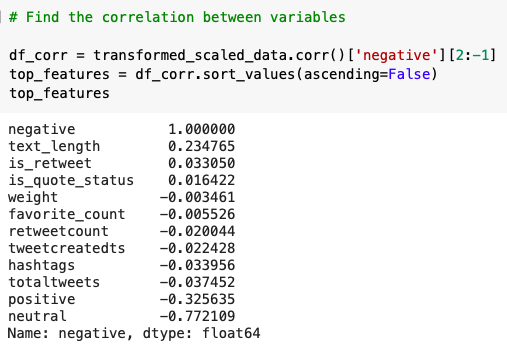 # Find the correlation between variables
df_corr = transformed_scaled_data.corr()['negative'][2:-1]
top_features = df_corr.sort_values(ascending=False)
top_features
negative 1.000000
text_length 0.234765
is_retweet 0.033050
is_quote_status 0.016422
weight -0.003461
favorite_count -0.005526
retweetcount -0.020044
tweetcreatedts -0.022428
hashtags -0.033956
totaltweets -0.037452
positive -0.325635
neutral -0.772109
Name: negative, dtype: float64